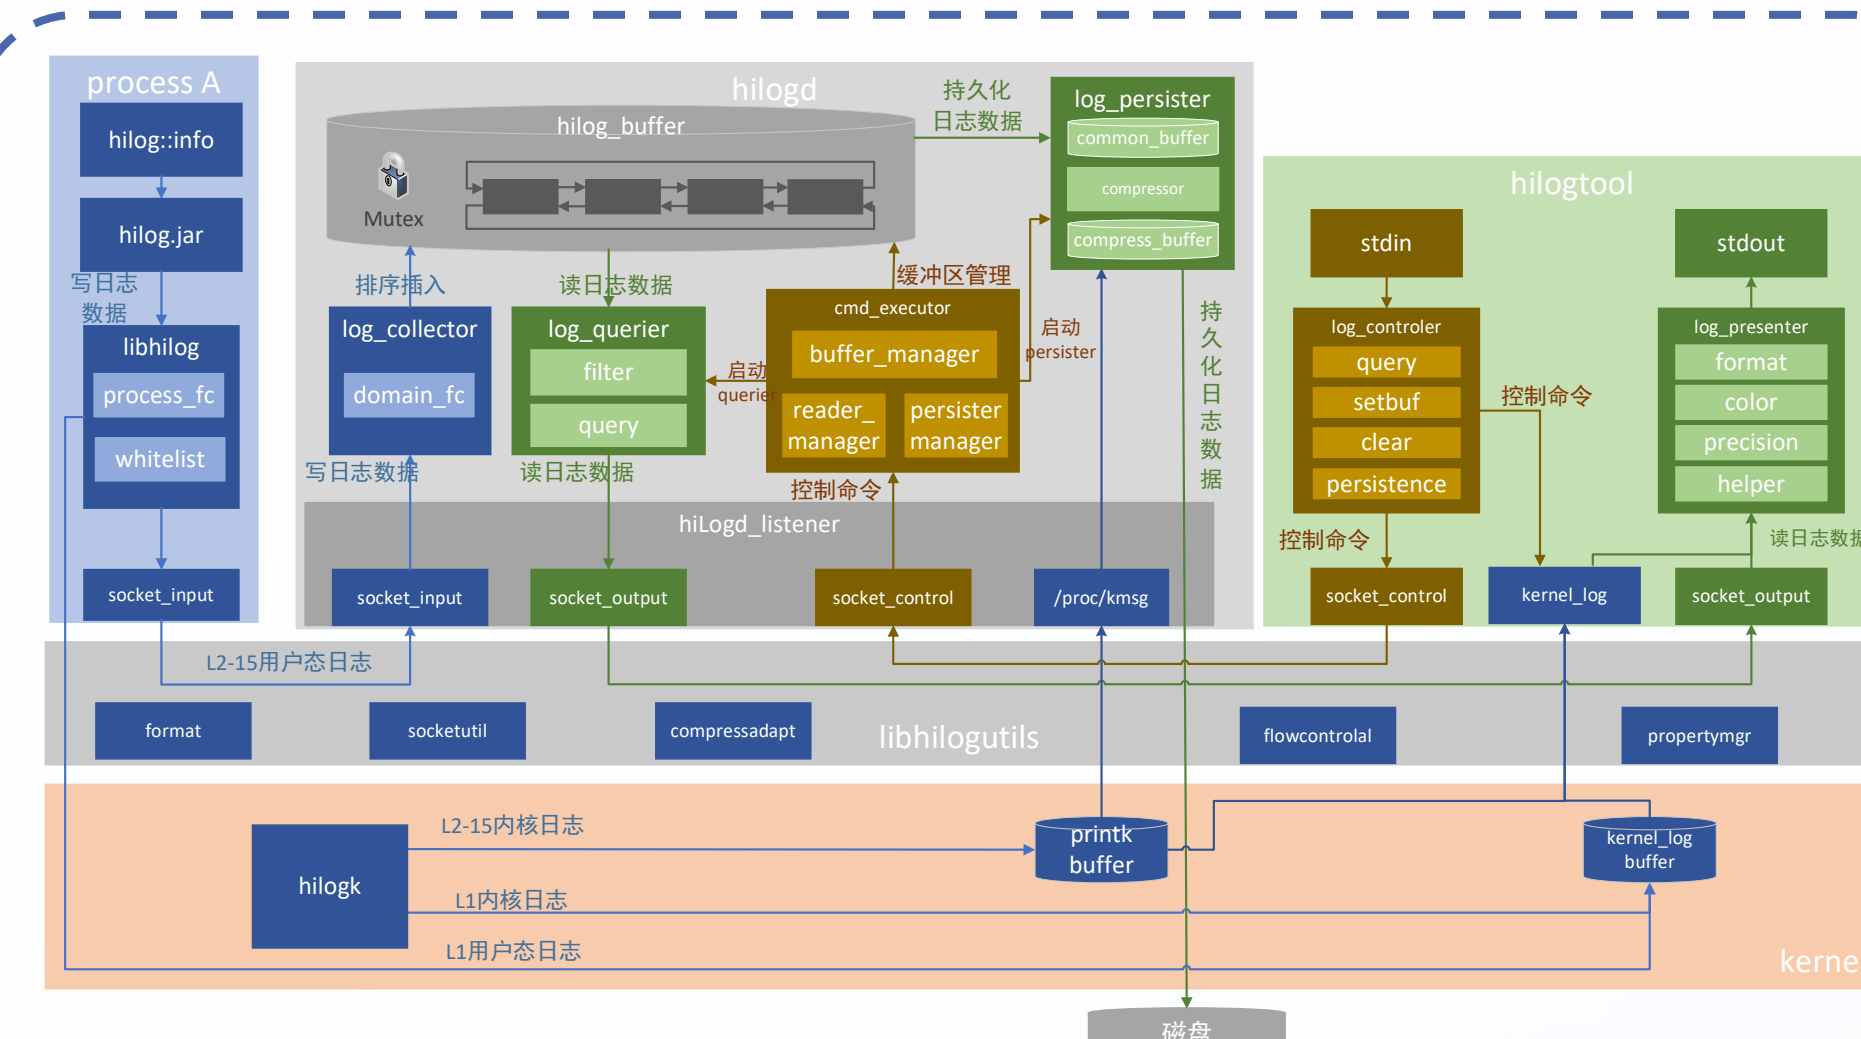 process A
hilog::info
hilog.jar
写日志
数据
libhilog
process_fc
whitelist
socket_input
hilogd
hilog_buffer
Mutex
持久化
日志数据
log_persister
common_buffer
compressor
compress_buffer
排序插入
读日志数据
缓冲区管理
log_collector
domain_fc
log_querier
filter
query
启动
querier
cmd_executor
buffer_manager
reader_
manager
persister
manager
启动
persister
持
久
化
日
志
数
据
写日志数据
读日志数据
控制命令
hiLogd_listener
socket_input
socket_output
socket_control
/proc/kmsg
hilogtool
stdin
stdout
log_controler
query
setbuf
clear
persistence
控制命令
log_presenter
format
color
precision
helper
控制命令
读日志数据
socket_control
kernel_log
socket_output
L2-15用户态日志
format
socketutil
compressadapt
libhilogutils
flowcontrolal
propertymgr
L2-15内核日志
hilogk
L1内核日志
L1用户态日志
printk
buffer
kernel_log
buffer
kerne
磁盘